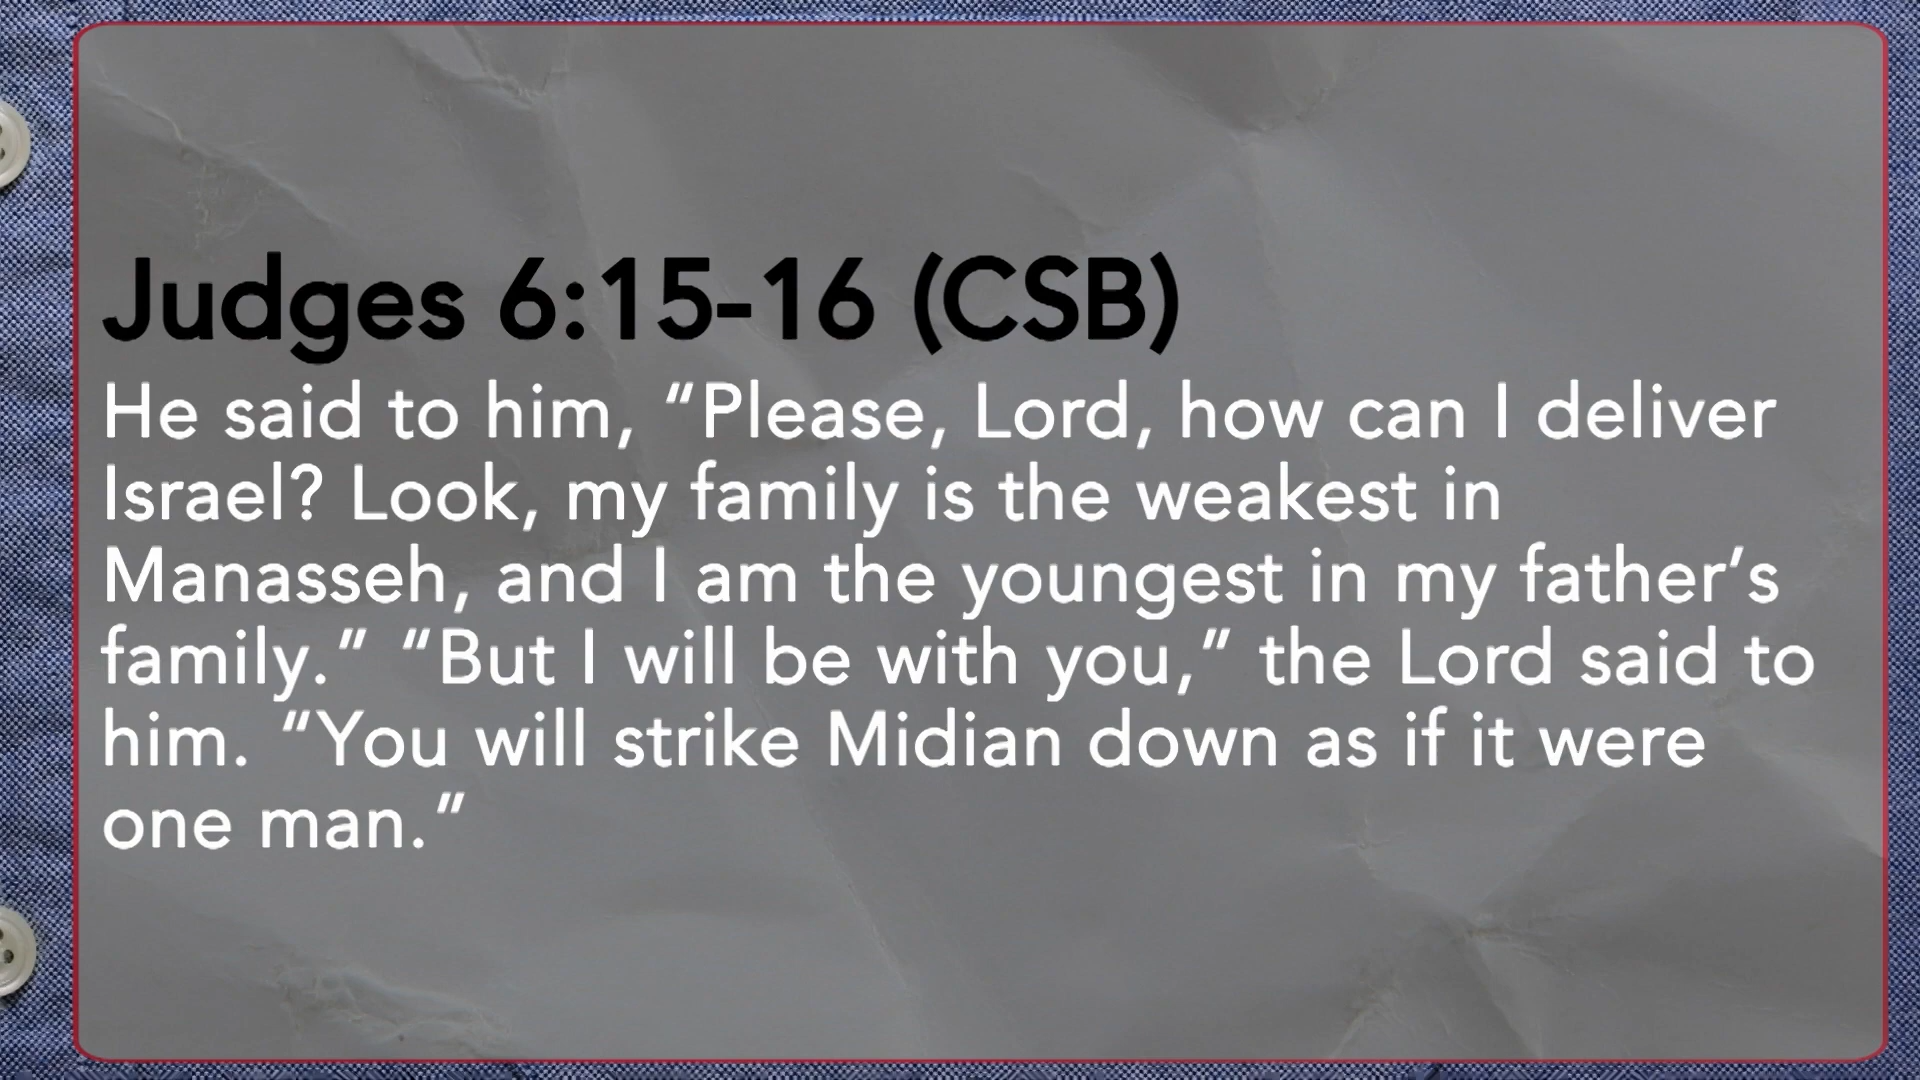 Judges 6:15-16 (CSB)
He said to him, “Please, Lord, how can I deliver
Israel? Look, my family is the weakest in
Manasseh, and I am the youngest in my father’s
family.” “But I will be with you,” the Lord said to
him. “You will strike Midian down as if it were
one man.”